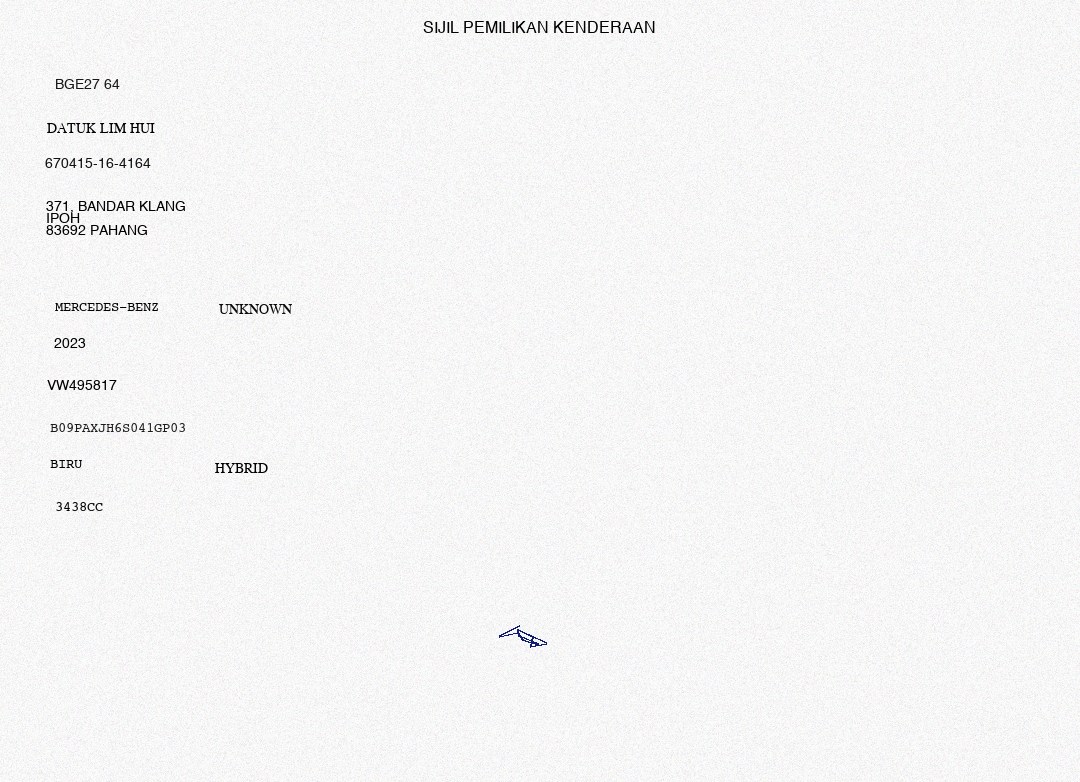 SIJIL PEMILIKAN KENDERAAN
BGE27 64
DATUK LIM HUI
670415-16-4164
371, BANDAR KLANG
IPOH
83692 PAHANG
MERCEDES-BENZ UNKNOWN
2023
VW495817
B09PAXJH6S041GP03
BIRU HYBRID
3438CC